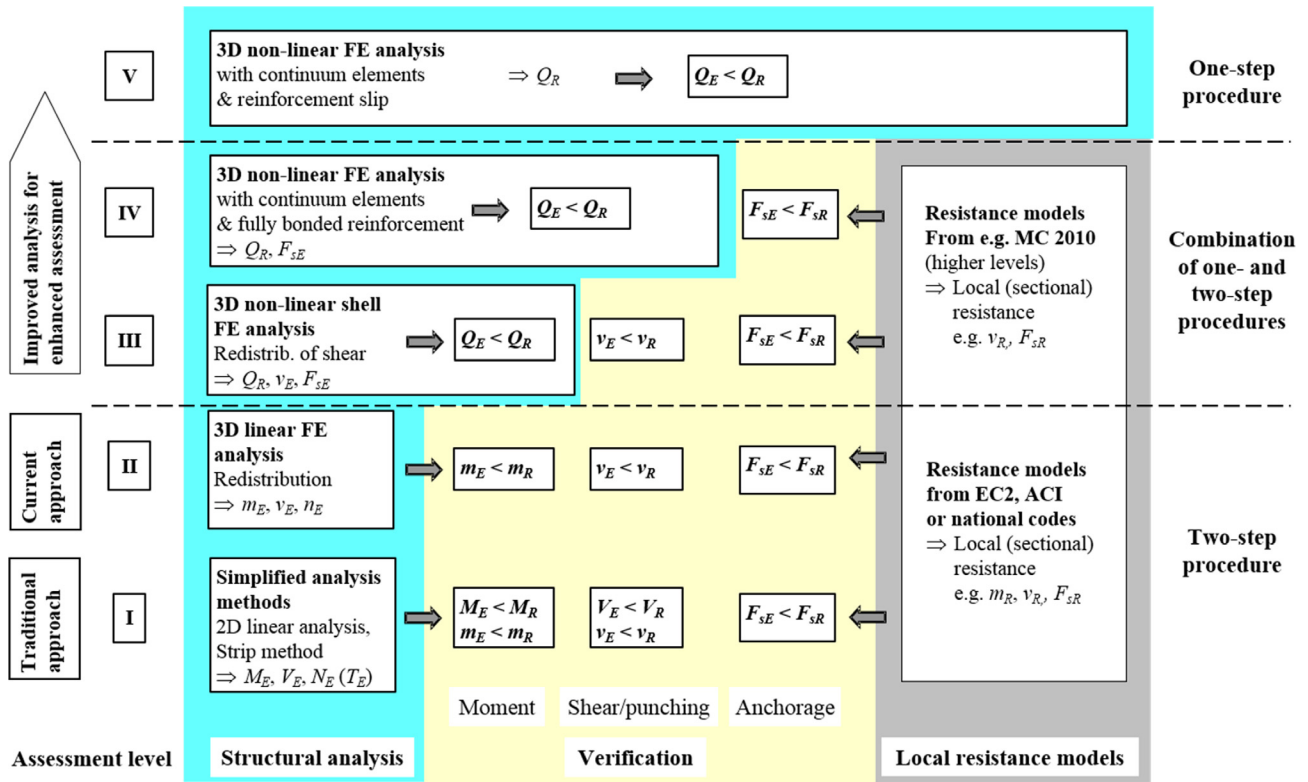 V
3D non-linear FE analysis
with continuum elements
& reinforcement slip
⇒ Q_R
Q_E < Q_R
One-step
procedure
Improved analysis for
enhanced assessment
IV
3D non-linear FE analysis
with continuum elements
& fully bonded reinforcement
⇒ Q_R, F_sE
Q_E < Q_R
F_sE < F_sR
Resistance models
From e.g. MC 2010
(higher levels)
⇒ Local (sectional)
resistance
e.g. v_R,, F_sR
Combination
of one- and
two-step
procedures
III
3D non-linear shell
FE analysis
Redistrib. of shear
⇒ Q_R, v_E, F_sE
Q_E < Q_R
v_E < v_R
F_sE < F_sR
Current
approach
II
3D linear FE
analysis
Redistribution
⇒ m_E, v_E, n_E
m_E < m_R
v_E < v_R
F_sE < F_sR
Resistance models
from EC2, ACI
or national codes
⇒ Local (sectional)
resistance
e.g. m_R, v_R,, F_sR
Two-step
procedure
Traditional
approach
I
Simplified analysis
methods
2D linear analysis,
Strip method
⇒ M_E, V_E, N_E (T_E)
M_E < M_R
m_E < m_R
V_E < V_R
v_E < v_R
F_sE < F_sR
Moment
Shear/punching
Anchorage
Assessment level
Structural analysis
Verification
Local resistance models